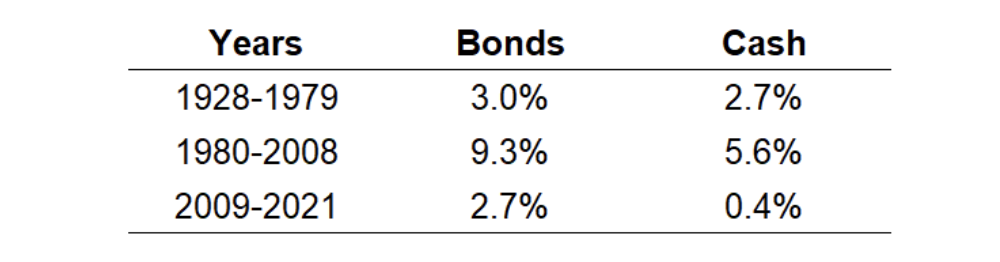 Years Bonds Cash
1928-1979 3.0% 2.7%
1980-2008 9.3% 5.6%
2009-2021 2.7% 0.4%